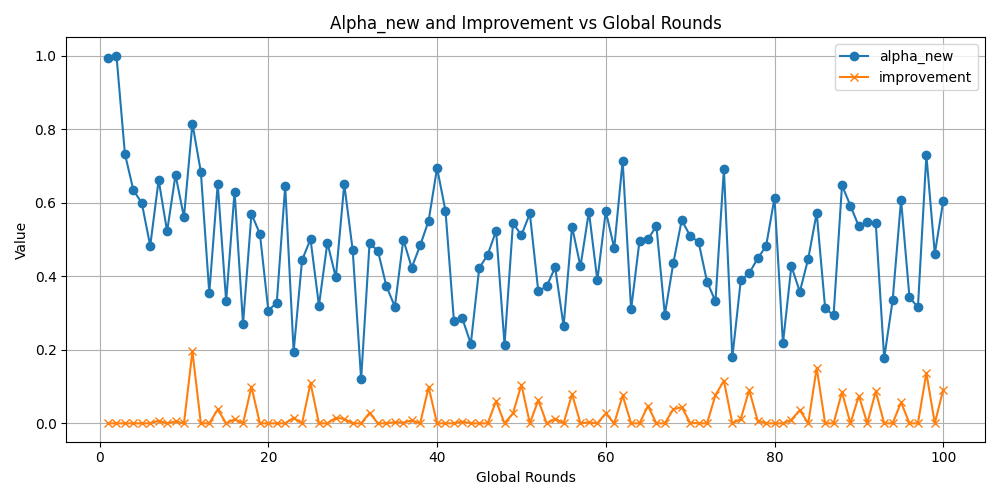 Alpha_new and Improvement vs Global Rounds
alpha_new
improvement
Value
1.0
0.8
0.6
0.4
0.2
0.0
0 20 40 60 80 100
Global Rounds